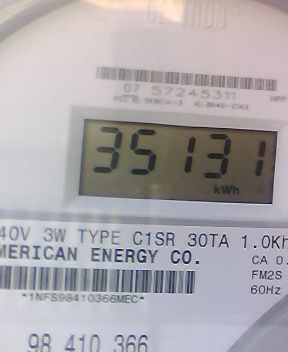 07 57245311
35131
kWh
40V 3W TYPE C1SR 30TA 1.0Kh
MERICAN ENERGY CO.
CA 0.
FM2S
*1NFS98410366MEC*
60Hz
98 410 366